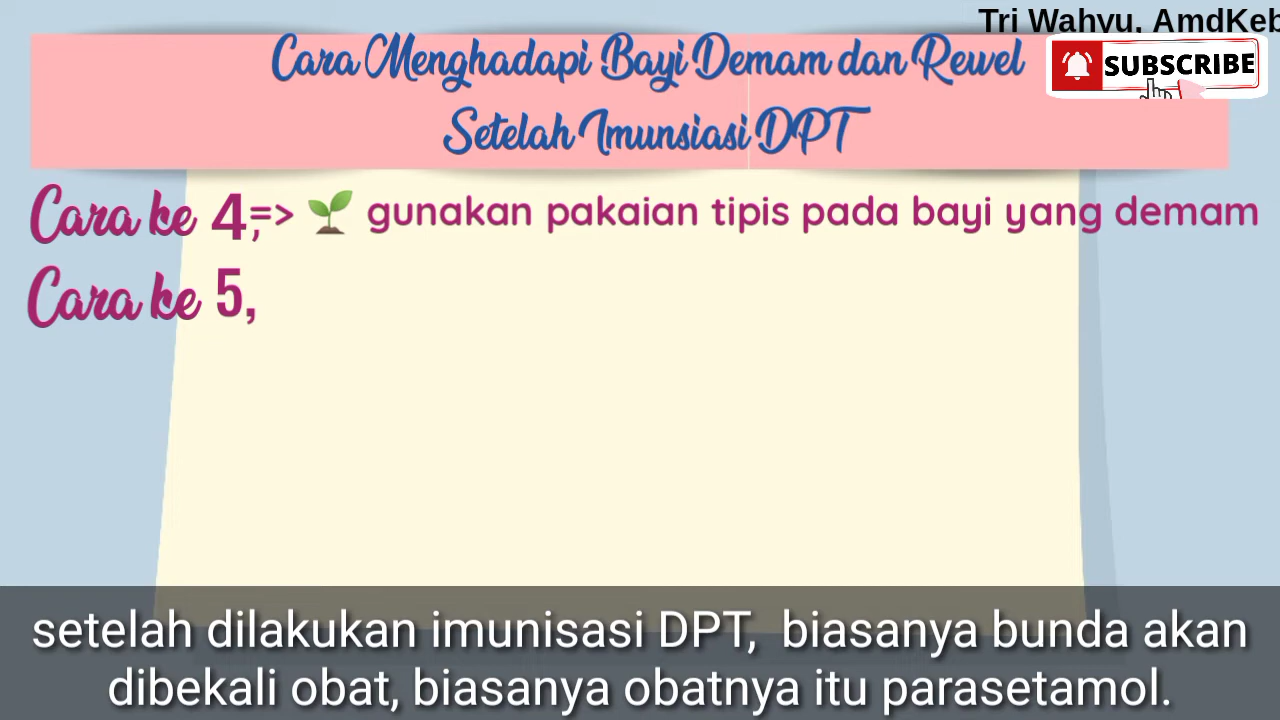 Tri Wahyu, AmdKeb
SUBSCRIBE
Cara Menghadapi Bayi Demam dan Rewel
Setelah Imunsiasi DPT
Cara ke 4,=> 🌱 gunakan pakaian tipis pada bayi yang demam
Cara ke 5,
setelah dilakukan imunisasi DPT, biasanya bunda akan
dibekali obat, biasanya obatnya itu parasetamol.